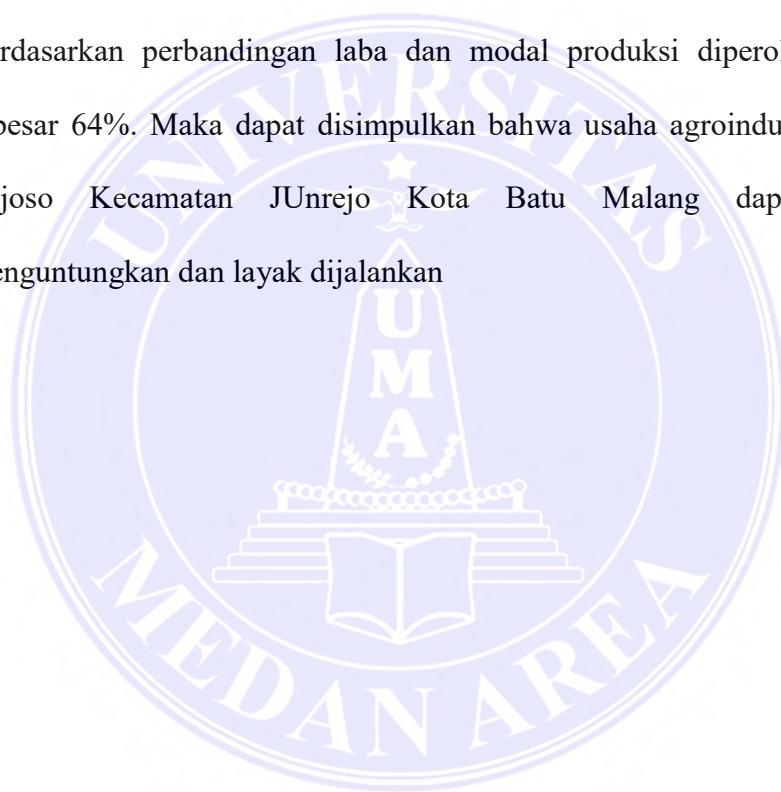 rdasarkan perbandingan laba dan modal produksi diperol
besar 64%. Maka dapat disimpulkan bahwa usaha agroindu
joso Kecamatan JUnrejo Kota Batu Malang dap
enguntungkan dan layak dijalankan
UNIVERSITAS
UMA
MEDAN AREA